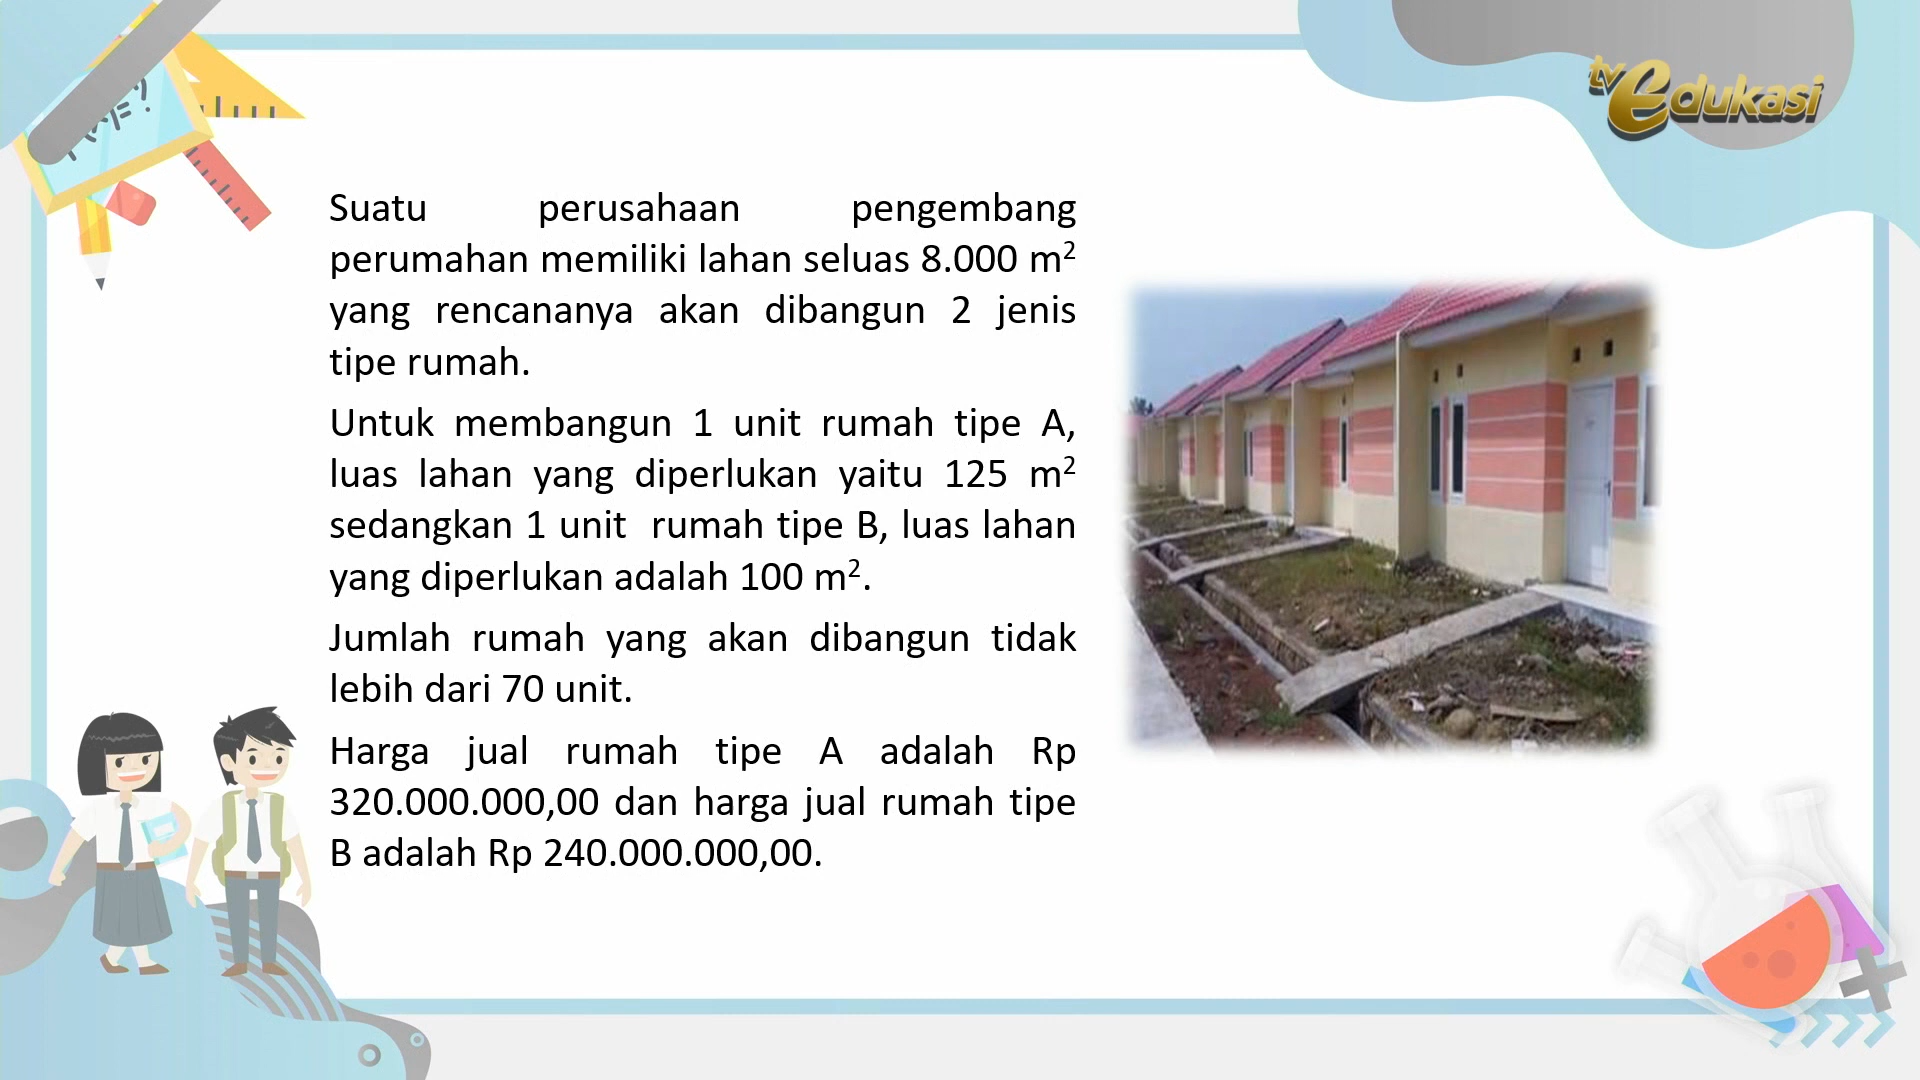 tv edukasi
Suatu perusahaan pengembang
perumahan memiliki lahan seluas 8.000 m²
yang rencananya akan dibangun 2 jenis
tipe rumah.
Untuk membangun 1 unit rumah tipe A,
luas lahan yang diperlukan yaitu 125 m²
sedangkan 1 unit rumah tipe B, luas lahan
yang diperlukan adalah 100 m².
Jumlah rumah yang akan dibangun tidak
lebih dari 70 unit.
Harga jual rumah tipe A adalah Rp
320.000.000,00 dan harga jual rumah tipe
B adalah Rp 240.000.000,00.